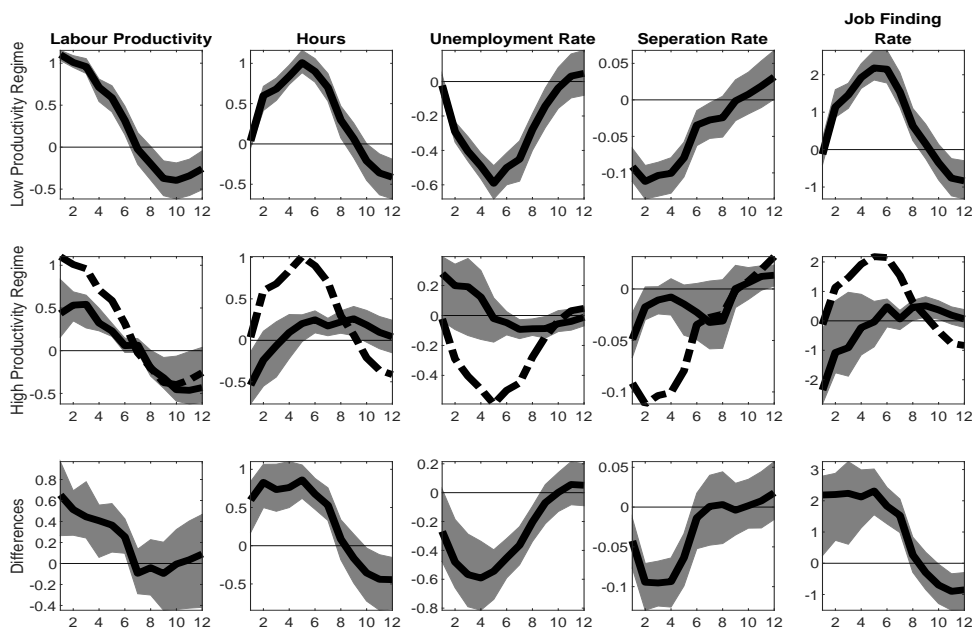 Labour Productivity
Hours
Unemployment Rate
Seperation Rate
Job Finding
Rate
Low Productivity Regime
1
0.5
0
-0.5
2 4 6 8 10 12
1
0.5
0
-0.5
2 4 6 8 10 12
0
-0.2
-0.4
-0.6
2 4 6 8 10 12
0.05
0
-0.05
-0.1
2 4 6 8 10 12
2
1
0
-1
2 4 6 8 10 12
High Productivity Regime
1
0.5
0
-0.5
2 4 6 8 10 12
1
0.5
0
-0.5
2 4 6 8 10 12
0.2
0
-0.2
-0.4
2 4 6 8 10 12
0
-0.05
-0.1
2 4 6 8 10 12
2
1
0
-1
-2
2 4 6 8 10 12
Differences
0.8
0.6
0.4
0.2
0
-0.2
-0.4
2 4 6 8 10 12
1
0.5
0
-0.5
2 4 6 8 10 12
0.2
0
-0.2
-0.4
-0.6
-0.8
2 4 6 8 10 12
0.05
0
-0.05
-0.1
2 4 6 8 10 12
3
2
1
0
-1
2 4 6 8 10 12